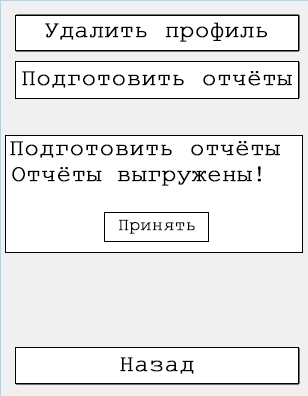 Удалить профиль
Подготовить отчёты
Подготовить отчёты
Отчёты выгружены!
Принять
Назад